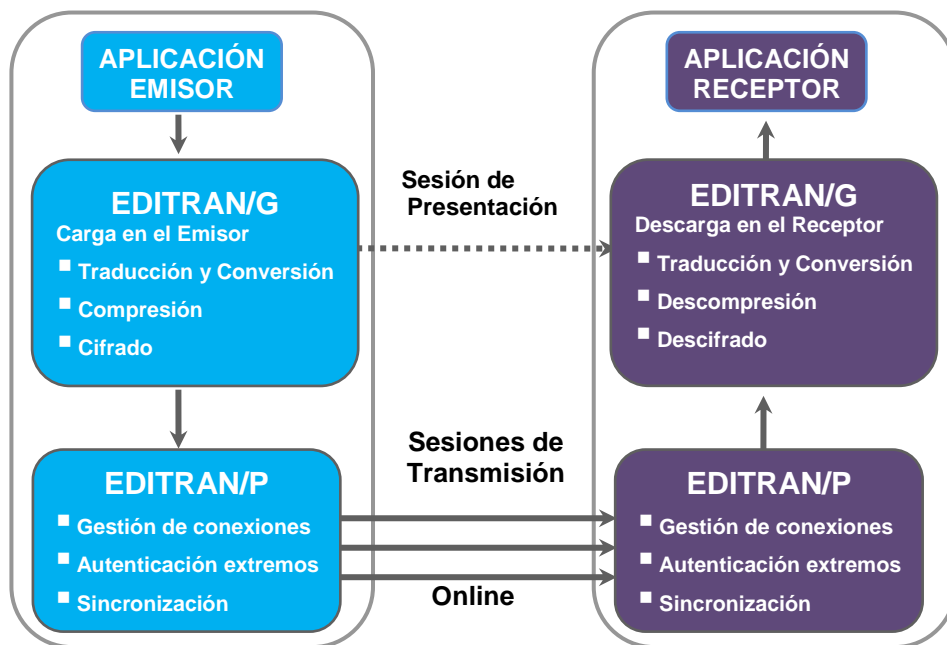 APLICACIÓN
EMISOR
EDITRAN/G
Carga en el Emisor
▪ Traducción y Conversión
▪ Compresión
▪ Cifrado
EDITRAN/P
▪ Gestión de conexiones
▪ Autenticación extremos
▪ Sincronización
Sesión de
Presentación
Sesiones de
Transmisión
Online
APLICACIÓN
RECEPTOR
EDITRAN/G
Descarga en el Receptor
▪ Traducción y Conversión
▪ Descompresión
▪ Descifrado
EDITRAN/P
▪ Gestión de conexiones
▪ Autenticación extremos
▪ Sincronización